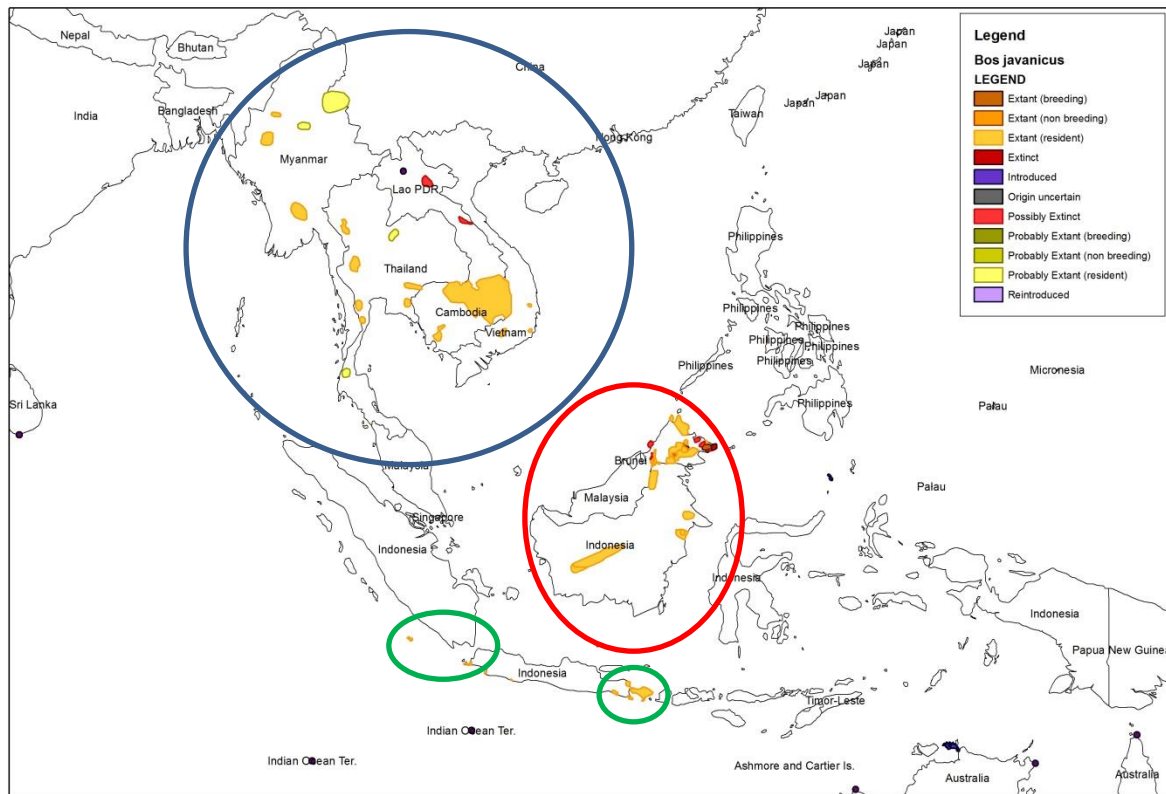 Nepal
Bhutan
China
Japan
Japan
Japan
Japan
Japan
India
Bangladesh
Taiwan
Hong Kong
Myanmar
Lao PDR
Thailand
Cambodia
Vietnam
Philippines
Philippines
Philippines
Philippines
Philippines
Philippines
Philippines
Philippines
Micronesia
Sri Lanka
Palau
Malaysia
Brunei
Palau
Malaysia
Singapore
Indonesia
Indonesia
Indonesia
Indonesia
Papua New Guinea
Indonesia
Timor-Leste
Indian Ocean Ter.
Indian Ocean Ter.
Ashmore and Cartier Is.
Australia
Australia
Legend
Bos javanicus
LEGEND
Extant (breeding)
Extant (non breeding)
Extant (resident)
Extinct
Introduced
Origin uncertain
Possibly Extinct
Probably Extant (breeding)
Probably Extant (non breeding)
Probably Extant (resident)
Reintroduced